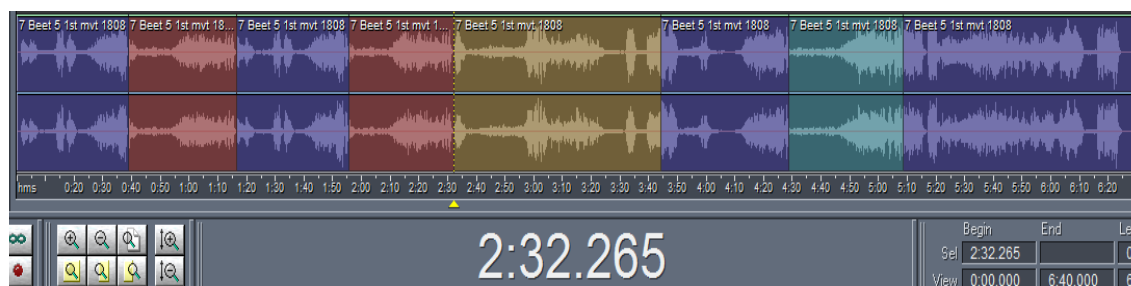 7 Beet 5 1st mvt 1808 7 Beet 5 1st mvt 18... 7 Beet 5 1st mvt 1808 7 Beet 5 1st mvt 1... 7 Beet 5 1st mvt 1808 7 Beet 5 1st mvt 1808 7 Beet 5 1st mvt 1808 7 Beet 5 1st mvt 1808
hms 0:20 0:30 0:40 0:50 1:00 1:10 1:20 1:30 1:40 1:50 2:00 2:10 2:20 2:30 2:40 2:50 3:00 3:10 3:20 3:30 3:40 3:50 4:00 4:10 4:20 4:30 4:40 4:50 5:00 5:10 5:20 5:30 5:40 5:50 6:00 6:10 6:20
2:32.265
Begin End Le
Sel 2:32.265 0
View 0:00.000 6:40.000 6